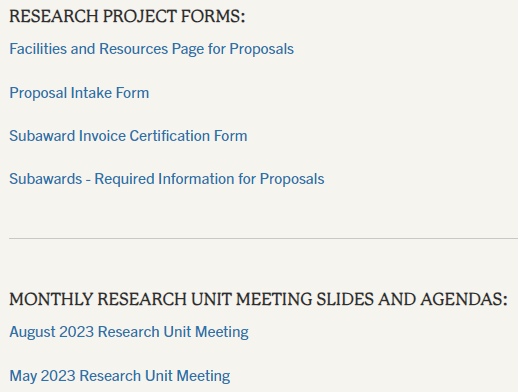 RESEARCH PROJECT FORMS:
Facilities and Resources Page for Proposals
Proposal Intake Form
Subaward Invoice Certification Form
Subawards - Required Information for Proposals
MONTHLY RESEARCH UNIT MEETING SLIDES AND AGENDAS:
August 2023 Research Unit Meeting
May 2023 Research Unit Meeting